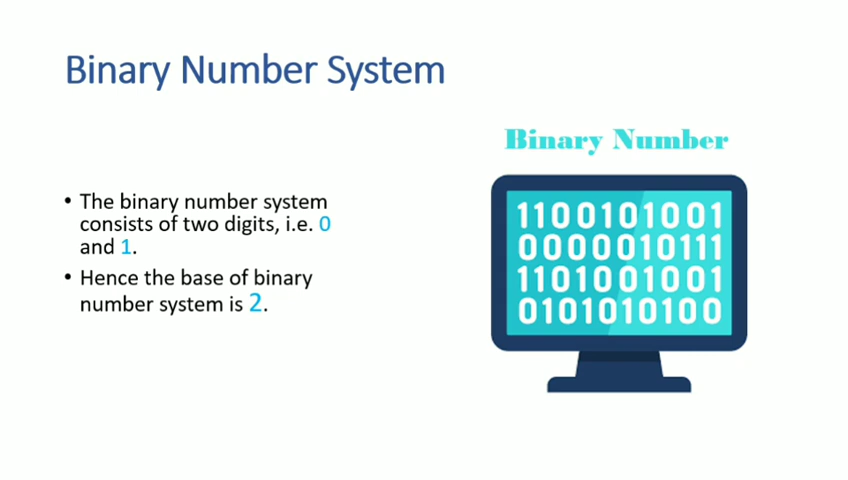 Binary Number System
• The binary number system
consists of two digits, i.e. 0
and 1.
• Hence the base of binary
number system is 2.
Binary Number
1100101001
0000010111
1101001001
0101010100